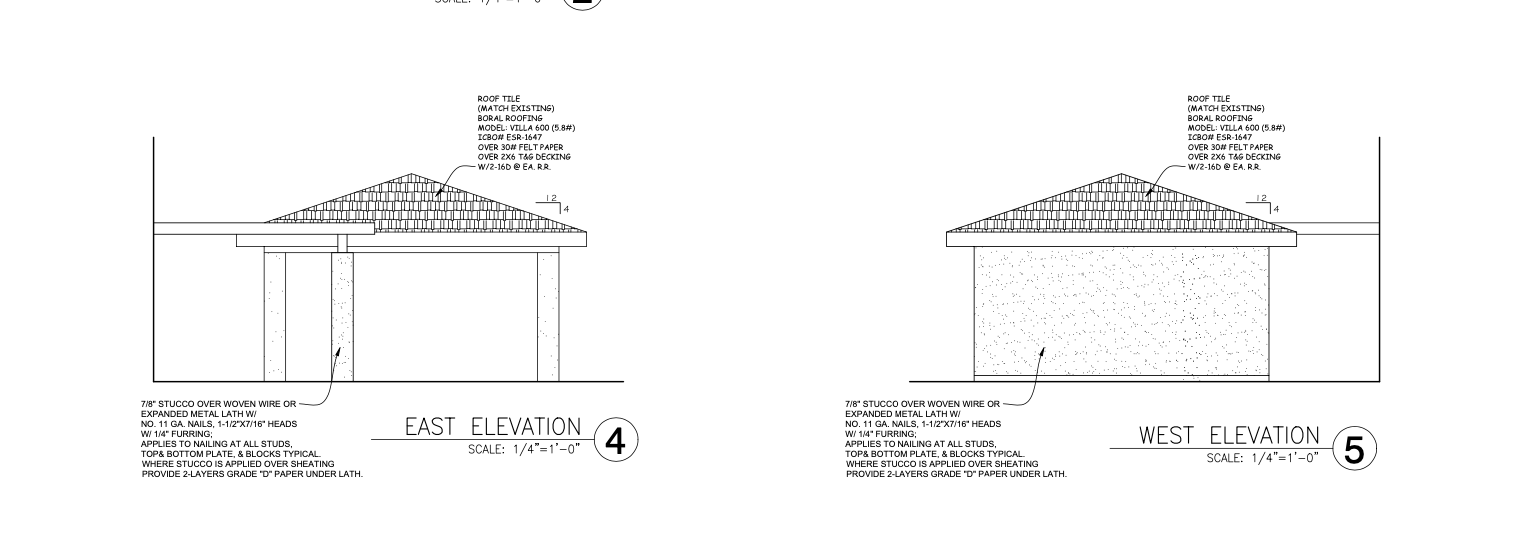 SCALE: 1/4"=1'-0"
ROOF TILE
(MATCH EXISTING)
BORAL ROOFING
MODEL: VILLA 600 (5.8#)
ICBO# ESR-1647
OVER 30# FELT PAPER
OVER 2X6 T&G DECKING
W/2-16D @ EA. R.R.
12
4
7/8" STUCCO OVER WOVEN WIRE OR
EXPANDED METAL LATH W/
NO. 11 GA. NAILS, 1-1/2"X7/16" HEADS
W/ 1/4" FURRING;
APPLIES TO NAILING AT ALL STUDS,
TOP& BOTTOM PLATE, & BLOCKS TYPICAL.
WHERE STUCCO IS APPLIED OVER SHEATING
PROVIDE 2-LAYERS GRADE "D" PAPER UNDER LATH.
EAST ELEVATION
SCALE: 1/4"=1'-0"
4
ROOF TILE
(MATCH EXISTING)
BORAL ROOFING
MODEL: VILLA 600 (5.8#)
ICBO# ESR-1647
OVER 30# FELT PAPER
OVER 2X6 T&G DECKING
W/2-16D @ EA. R.R.
12
4
7/8" STUCCO OVER WOVEN WIRE OR
EXPANDED METAL LATH W/
NO. 11 GA. NAILS, 1-1/2"X7/16" HEADS
W/ 1/4" FURRING;
APPLIES TO NAILING AT ALL STUDS,
TOP& BOTTOM PLATE, & BLOCKS TYPICAL.
WHERE STUCCO IS APPLIED OVER SHEATING
PROVIDE 2-LAYERS GRADE "D" PAPER UNDER LATH.
WEST ELEVATION
SCALE: 1/4"=1'-0"
5